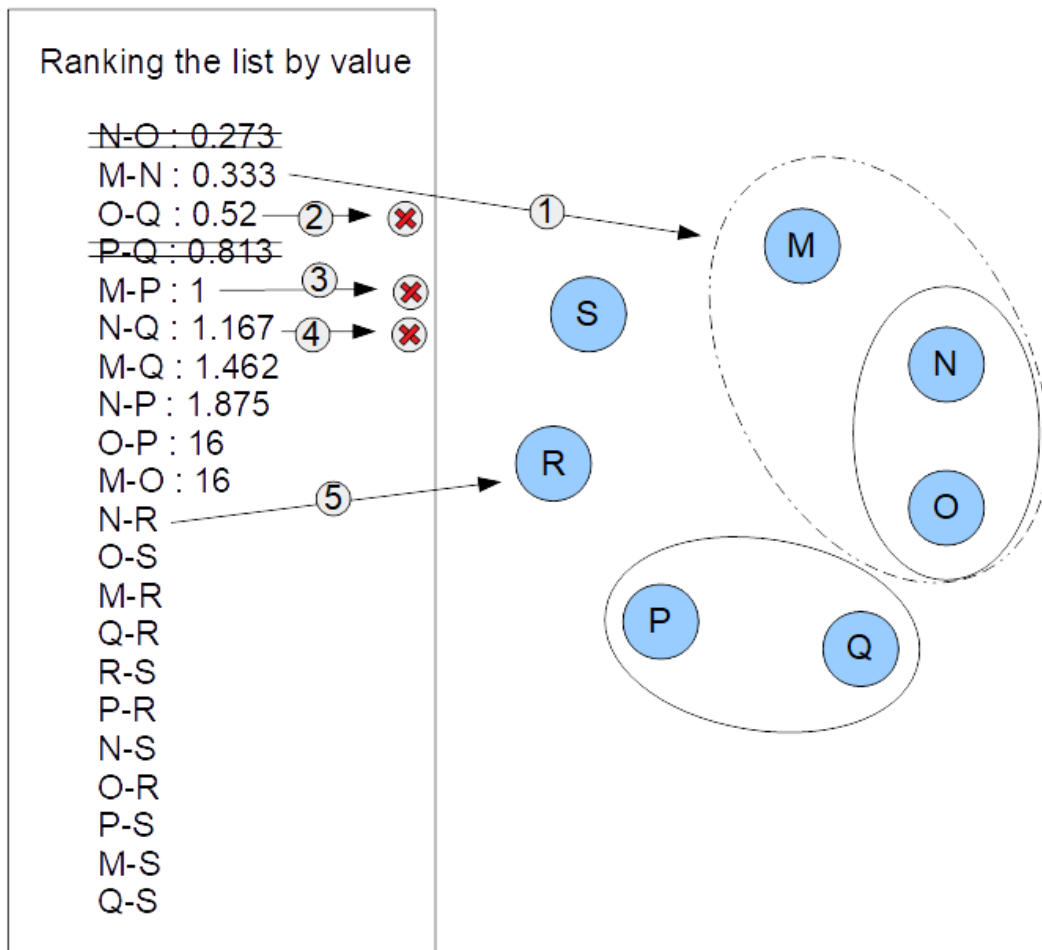 Ranking the list by value
N-O : 0.273
M-N : 0.333
O-Q : 0.52
P-Q : 0.813
M-P : 1
N-Q : 1.167
M-Q : 1.462
N-P : 1.875
O-P : 16
M-O : 16
N-R
O-S
M-R
Q-R
R-S
P-R
N-S
O-R
P-S
M-S
Q-S
1
2
3
4
5
M
S
N
R
O
P
Q